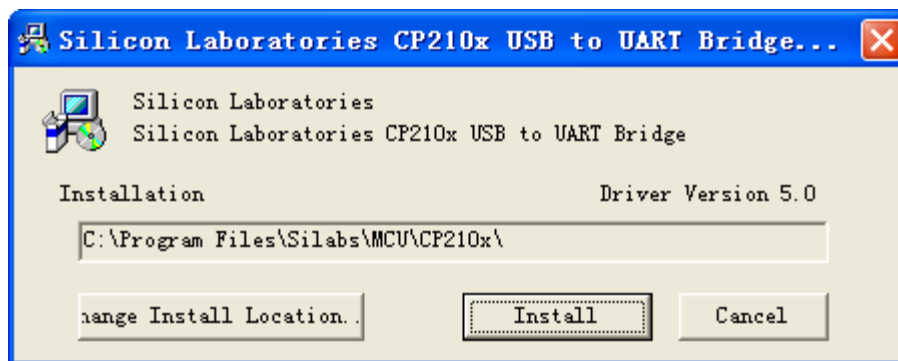 Silicon Laboratories CP210x USB to UART Bridge...
Silicon Laboratories
Silicon Laboratories CP210x USB to UART Bridge
Installation
Driver Version 5.0
C:\Program Files\Silabs\MCU\CP210x\
hange Install Location..
Install
Cancel